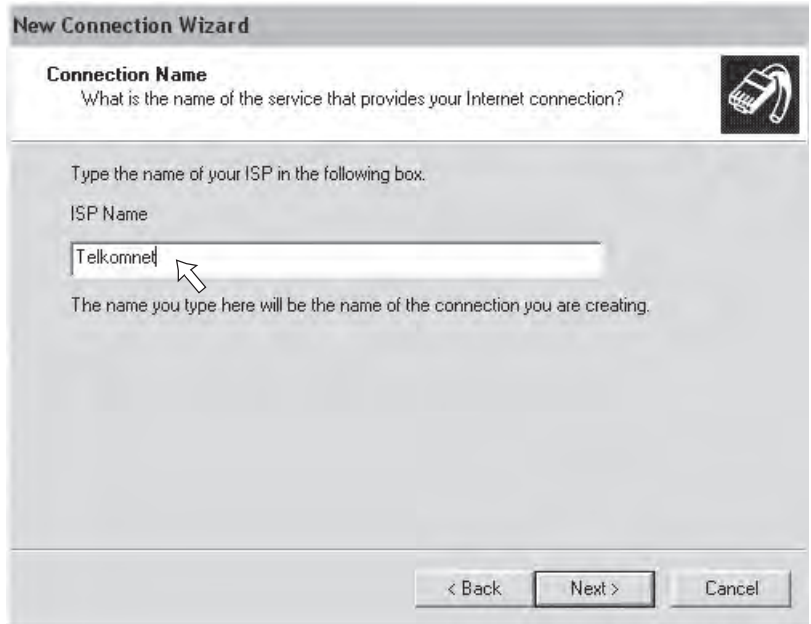 New Connection Wizard
Connection Name
What is the name of the service that provides your Internet connection?
Type the name of your ISP in the following box.
ISP Name
Telkomnet
The name you type here will be the name of the connection you are creating.
< Back Next > Cancel